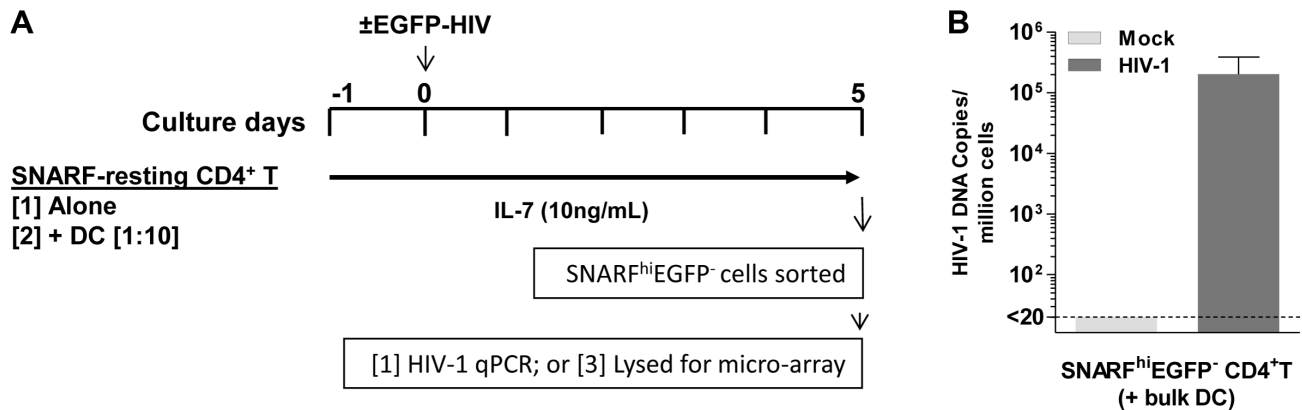 A
±EGFP-HIV
-1 0 5
Culture days
SNARF-resting CD4⁺ T
[1] Alone
[2] + DC [1:10]
IL-7 (10ng/mL)
SNARFʰⁱEGFP⁻ cells sorted
[1] HIV-1 qPCR; or [3] Lysed for micro-array
B
Mock
HIV-1
HIV-1 DNA Copies/
million cells
10⁶
10⁵
10⁴
10³
10²
<20
SNARFʰⁱEGFP⁻ CD4⁺T
(+ bulk DC)